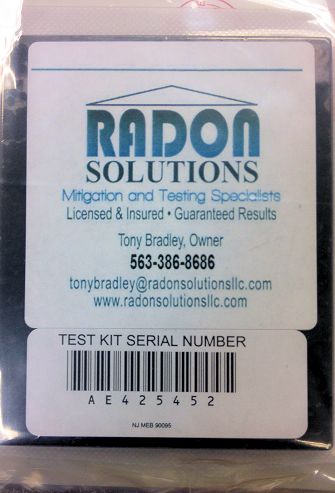 RADON
SOLUTIONS
Mitigation and Testing Specialists
Licensed & Insured • Guaranteed Results
Tony Bradley, Owner
563-386-8686
tonybradley@radonsolutionsllc.com
www.radonsolutionsllc.com
TEST KIT SERIAL NUMBER
AE425452
NJ MEB 90095